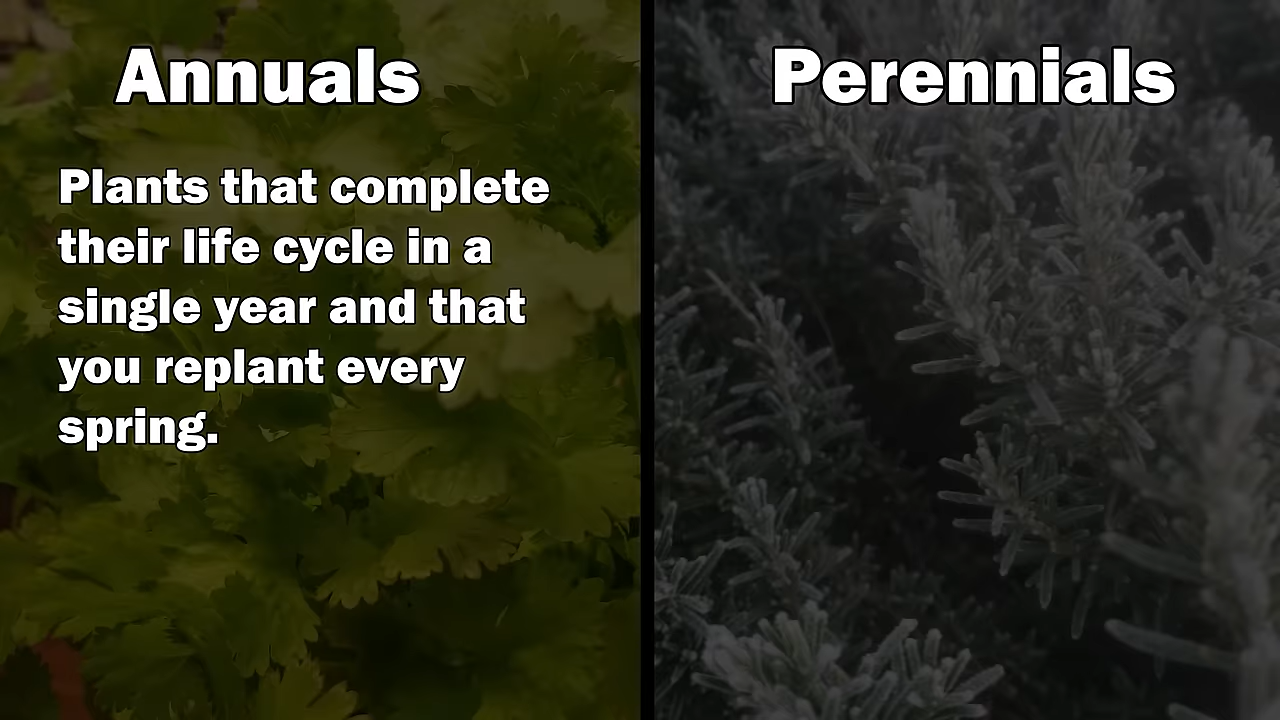 Annuals
Plants that complete
their life cycle in a
single year and that
you replant every
spring.
Perennials